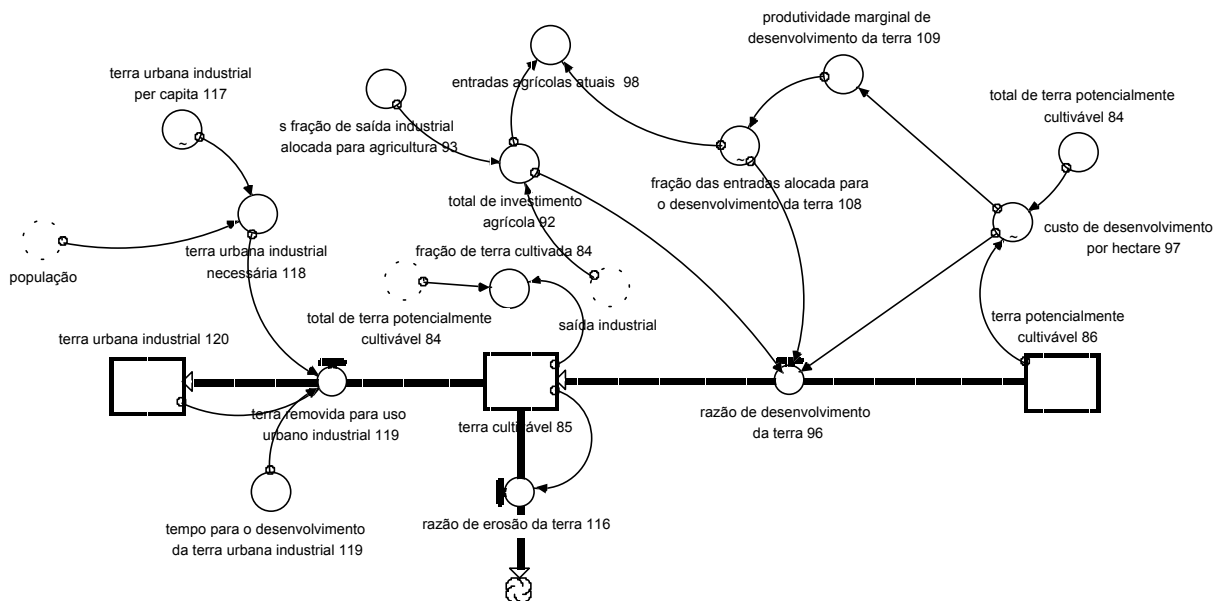 produtividade marginal de
desenvolvimento da terra 109
terra urbana industrial
per capita 117
entradas agrícolas atuais 98
total de terra potencialmente
cultivável 84
s fração de saída industrial
alocada para agricultura 93
fração das entradas alocada para
o desenvolvimento da terra 108
total de investimento
agrícola 92
custo de desenvolvimento
por hectare 97
terra urbana industrial
necessária 118
fração de terra cultivada 84
população
total de terra potencialmente
cultivável 84
saída industrial
terra potencialmente
cultivável 86
terra urbana industrial 120
terra removida para uso
urbano industrial 119
terra cultivável 85
razão de desenvolvimento
da terra 96
tempo para o desenvolvimento
da terra urbana industrial 119
razão de erosão da terra 116